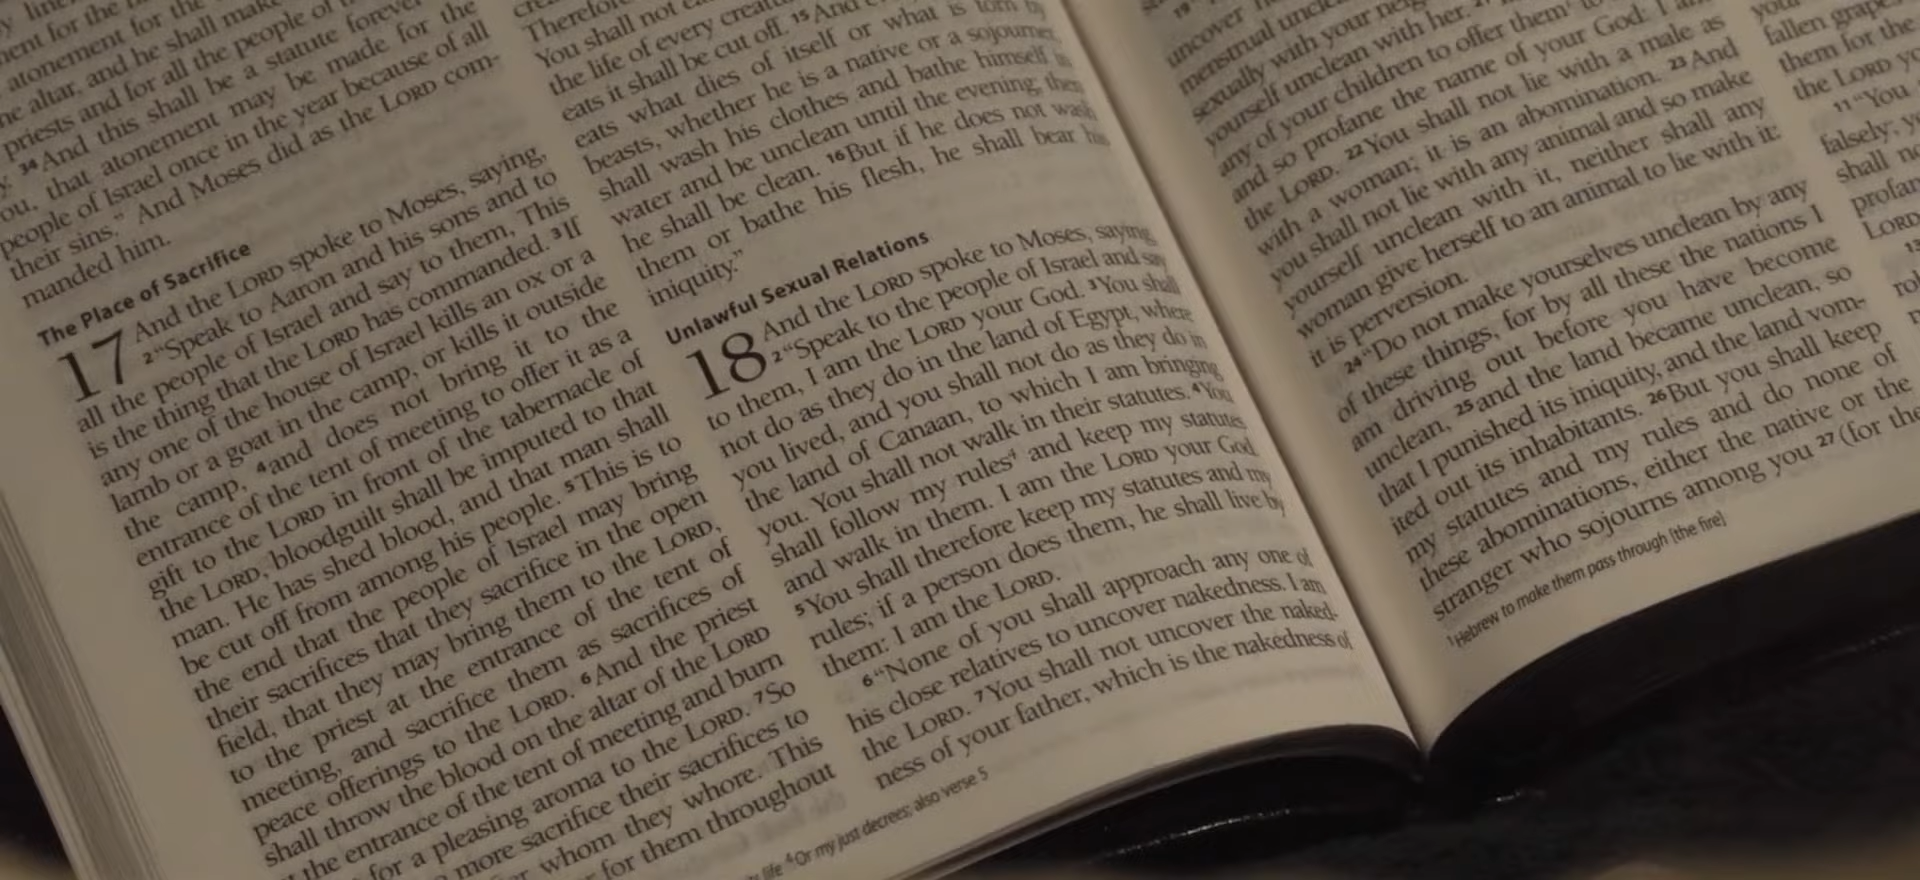 atonement for the
he altar, and he shall make
priests and for all the people of
34 And this shall be a statute forever
ou, that atonement may be made for the
people of Israel once in the year because of all
their sins." And Moses did as the LORD com-
manded him.
The Place of Sacrifice
17 And the LORD spoke to Moses, saying,
2 "Speak to Aaron and his sons and to
all the people of Israel and say to them, This
is the thing that the LORD has commanded. 3 If
any one of the house of Israel kills an ox or a
lamb or a goat in the camp, or kills it outside
the camp, 4 and does not bring it to the
entrance of the tent of meeting to offer it as a
gift to the LORD in front of the tabernacle of
the LORD, bloodguilt shall be imputed to that
man. He has shed blood, and that man shall
be cut off from among his people. 5 This is to
the end that the people of Israel may bring
their sacrifices that they sacrifice in the open
field, that they may bring them to the LORD,
to the priest at the entrance of the tent of
meeting, and sacrifice them as sacrifices of
peace offerings to the LORD. 6 And the priest
shall throw the blood on the altar of the LORD
the entrance of the tent of meeting and burn
for a pleasing aroma to the LORD. 7 So
more sacrifice their sacrifices to
whom they whore. This
for them throughout
Therefore
You shall not
the life of every
eats it shall be cut off. 15 And
eats what dies of itself or what is torn by
beasts, whether he is a native or a sojourner,
shall wash his clothes and bathe himself in
water and be unclean until the evening; then
he shall be clean. 16 But if he does not wash
them or bathe his flesh, he shall bear his
iniquity."
Unlawful Sexual Relations
18 And the LORD spoke to Moses, saying,
2 "Speak to the people of Israel and say
to them, I am the LORD your God. 3 You shall
not do as they do in the land of Egypt, where
you lived, and you shall not do as they do in
the land of Canaan, to which I am bringing
you. You shall not walk in their statutes. 4 You
shall follow my rules4 and keep my statutes
and walk in them. I am the LORD your God.
5 You shall therefore keep my statutes and my
rules; if a person does them, he shall live by
them: I am the LORD.
6 "None of you shall approach any one of
his close relatives to uncover nakedness. I am
the LORD. 7 You shall not uncover the naked-
ness of your father, which is the nakedness of
life 4 Or my just decrees; also verse 5
19
uncover
menstrual
sexually with your
yourself unclean with her.
any of your children to offer them1 to
and so profane the name of your God: I am
the LORD. 22 You shall not lie with a male as
with a woman; it is an abomination. 23 And
you shall not lie with any animal and so make
yourself unclean with it, neither shall any
woman give herself to an animal to lie with it:
it is perversion.
24 "Do not make yourselves unclean by any
of these things, for by all these the nations I
am driving out before you have become
unclean, 25 and the land became unclean, so
that I punished its iniquity, and the land vom-
ited out its inhabitants. 26 But you shall keep
my statutes and my rules and do none of
these abominations, either the native or the
stranger who sojourns among you 27 (for the
1 Hebrew to make them pass through [the fire]
fallen
them for the
the LORD
11 "You
falsely;
shall
LORD
13